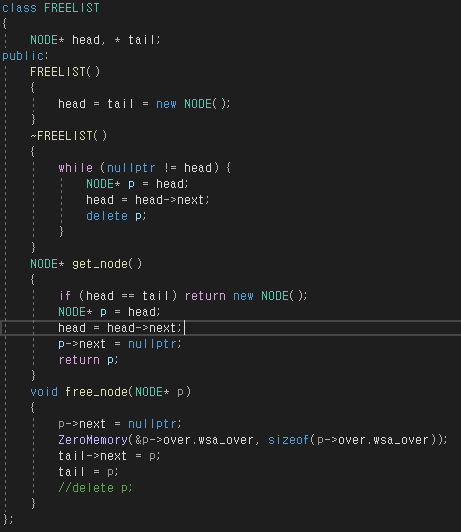 class FREELIST
{
    NODE* head, * tail;
public:
    FREELIST()
    {
        head = tail = new NODE();
    }
    ~FREELIST()
    {
        while (nullptr != head) {
            NODE* p = head;
            head = head->next;
            delete p;
        }
    }
    NODE* get_node()
    {
        if (head == tail) return new NODE();
        NODE* p = head;
        head = head->next;
        p->next = nullptr;
        return p;
    }
    void free_node(NODE* p)
    {
        p->next = nullptr;
        ZeroMemory(&p->over.wsa_over, sizeof(p->over.wsa_over));
        tail->next = p;
        tail = p;
        //delete p;
    }
};